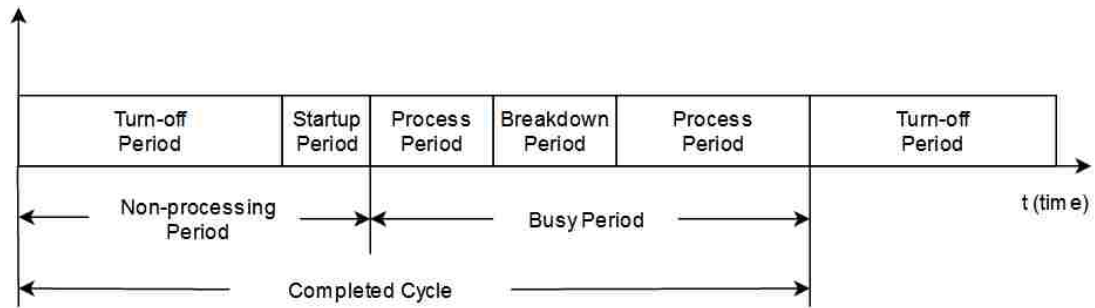 Turn-off
Period
Startup
Period
Process
Period
Breakdown
Period
Process
Period
Turn-off
Period
t (time)
Non-processing
Period
Busy Period
Completed Cycle